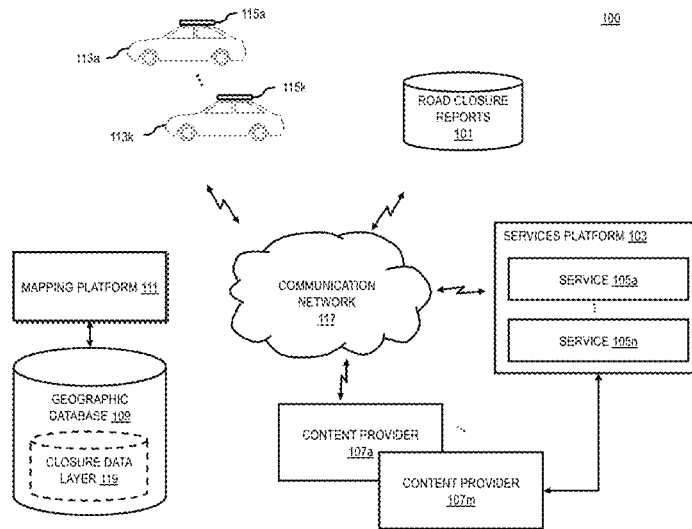 115a
100
113a
115k
113k
ROAD CLOSURE
REPORTS
101
SERVICES PLATFORM 103
SERVICE 105a
SERVICE 105n
COMMUNICATION
NETWORK
117
MAPPING PLATFORM 111
GEOGRAPHIC
DATABASE 109
CLOSURE DATA
LAYER 119
CONTENT PROVIDER
107a
CONTENT PROVIDER
107m